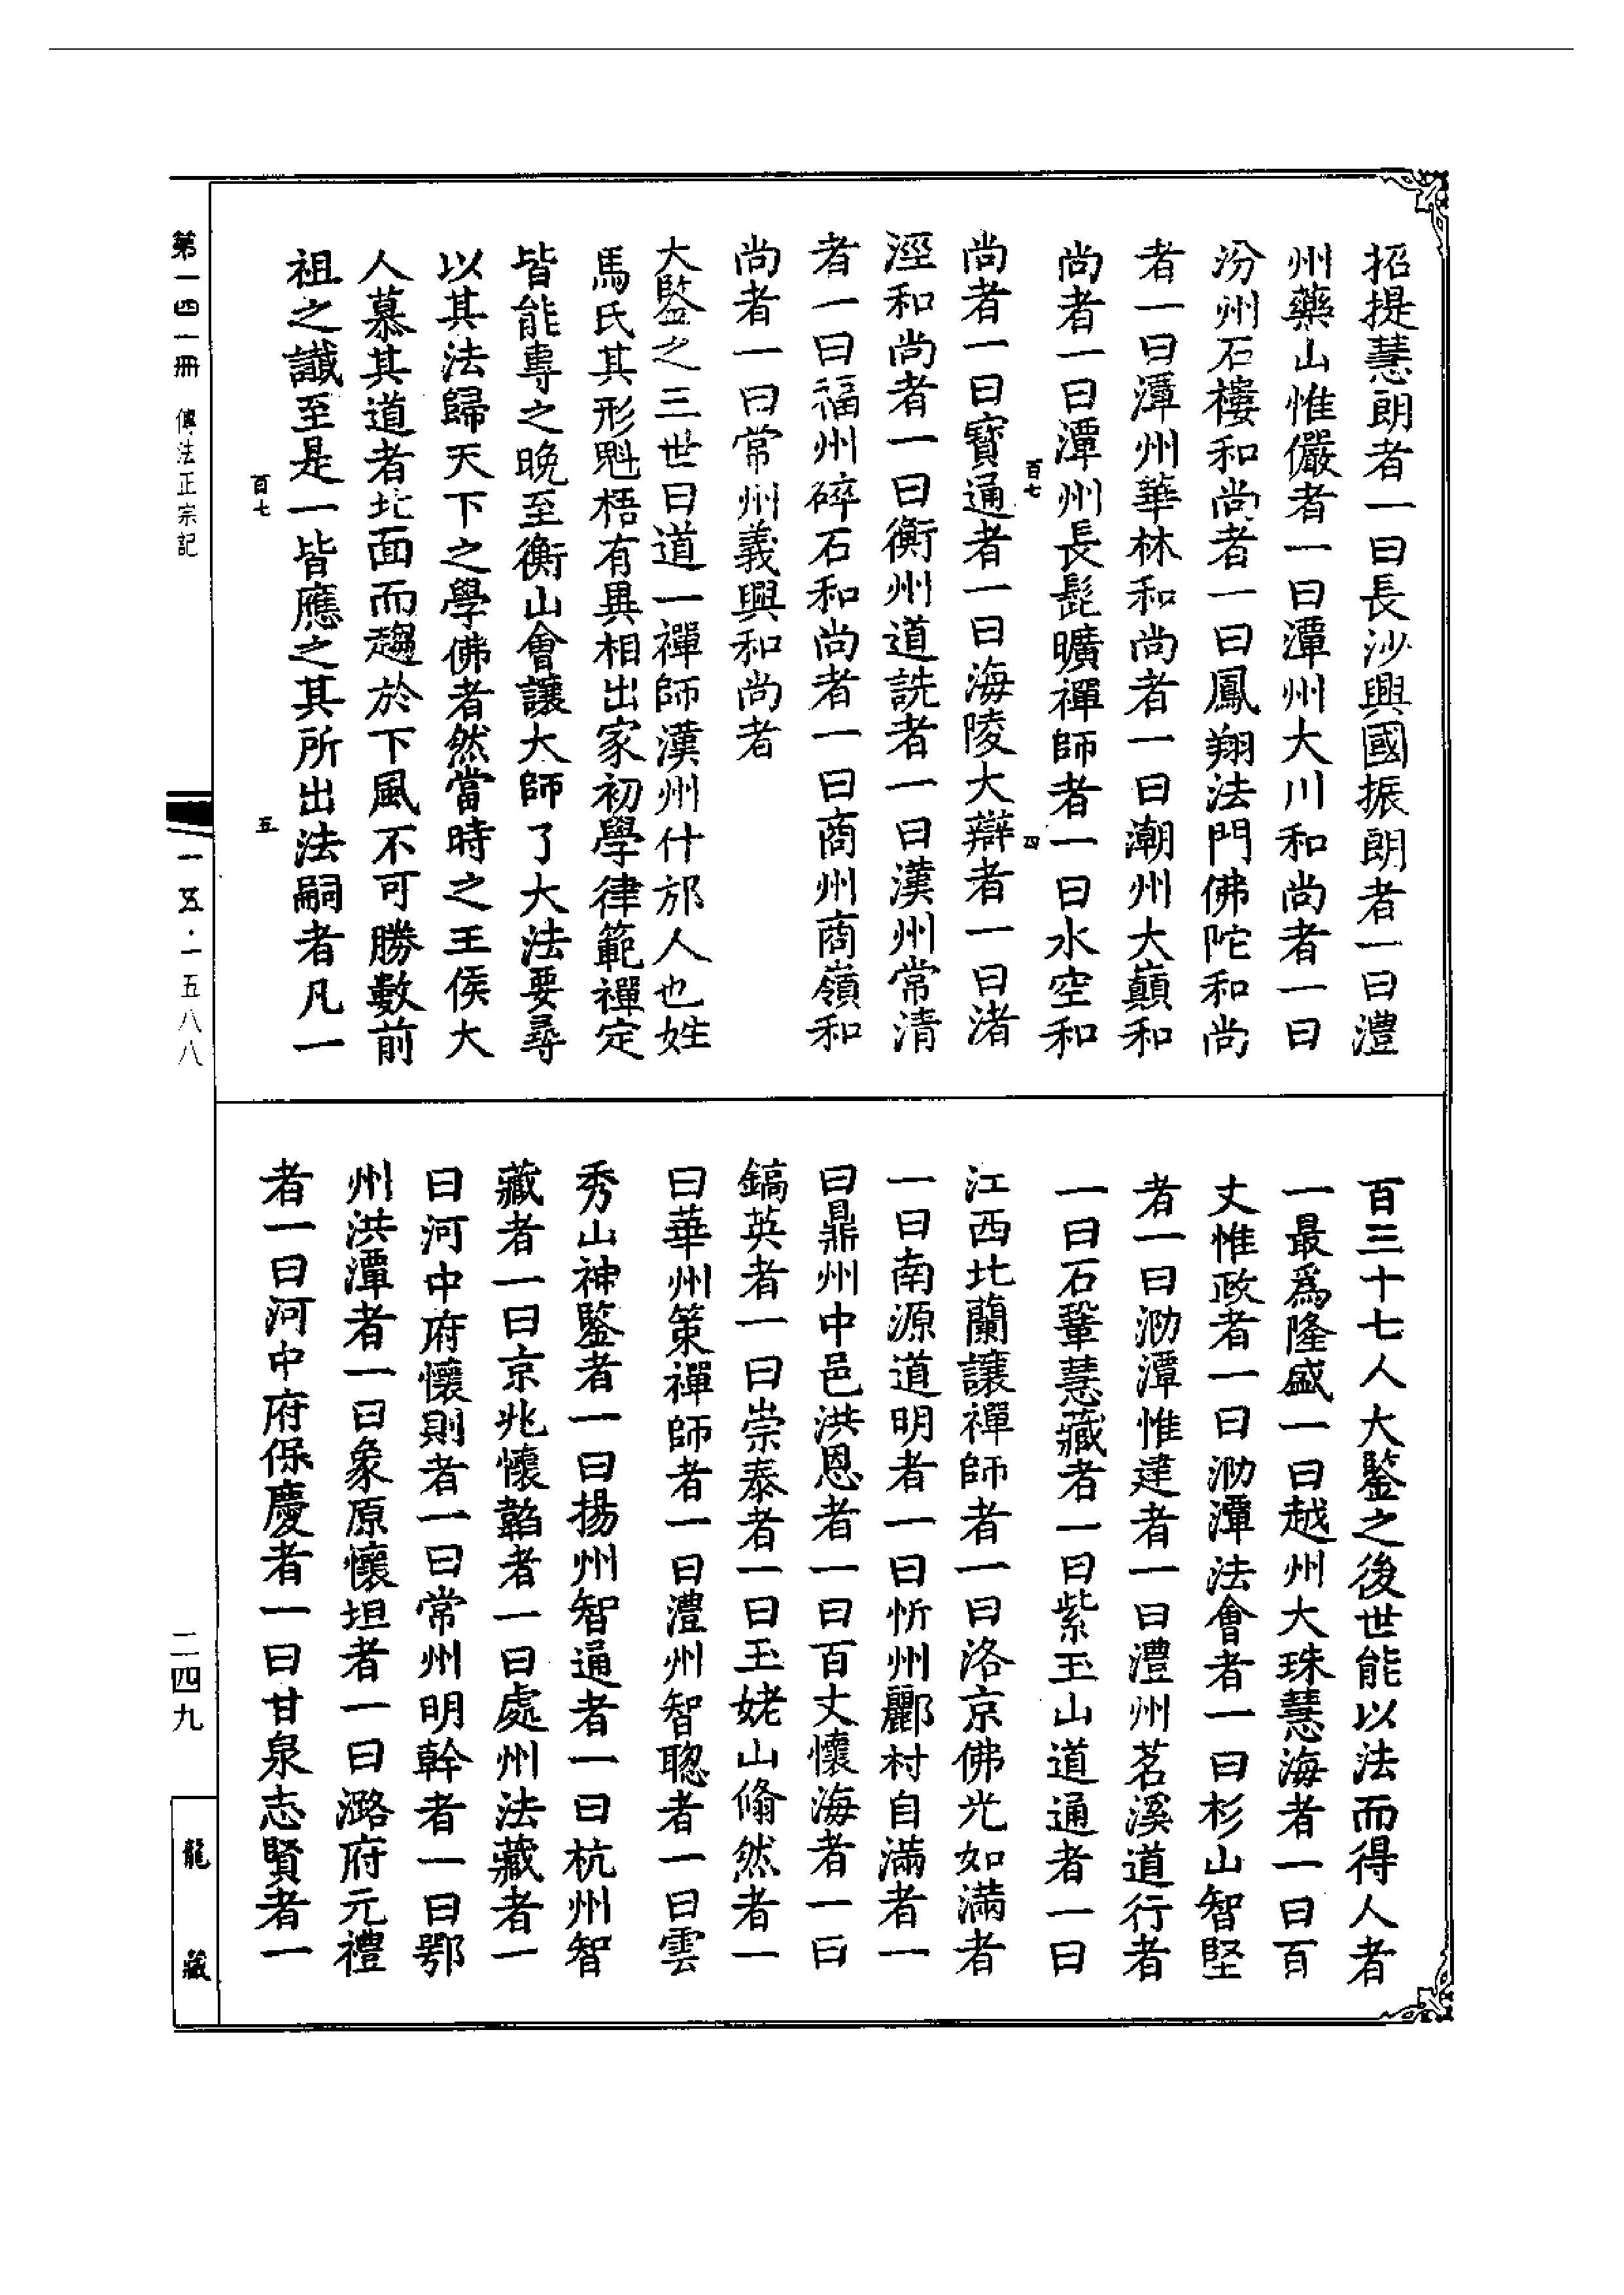 招提慧朗者一曰長沙興國振朗者一曰澧
州藥山惟儼者一曰潭州大川和尚者一曰
汾州石樓和尚者一曰鳳翔法門佛陀和尚
者一曰潭州華林和尚者一曰潮州大巔和
尚者一曰潭州長髭曠禪師者一曰水空和
百七
四
尚者一曰寶通者一曰海陵大辯者一曰渚
涇和尚者一曰衡州道詵者一曰漢州常清
者一曰福州碎石和尚者一曰商州商嶺和
尚者一曰常州義興和尚者
大鑒之三世曰道一禪師漢州什邡人也姓
馬氏其形魁梧有異相出家初學律範禪定
皆能專之晚至衡山會讓大師了大法要尋
以其法歸天下之學佛者然當時之王侯大
人慕其道者北面而趨於下風不可勝數前
祖之讖至是一皆應之其所出法嗣者凡一
百七
五
百三十七人大鑒之後世能以法而得人者
一最爲隆盛一曰越州大珠慧海者一曰百
丈惟政者一曰泐潭法會者一曰杉山智堅
者一曰泐潭惟建者一曰澧州茗溪道行者
一曰石鞏慧藏者一曰紫玉山道通者一曰
江西北蘭讓禪師者一曰洛京佛光如滿者
一曰南源道明者一曰忻州酈村自滿者一
曰鼎州中邑洪恩者一曰百丈懷海者一曰
鎬英者一曰崇泰者一曰玉姥山翛然者一
曰華州策禪師者一曰澧州智聰者一曰雲
秀山神鑒者一曰揚州智通者一曰杭州智
藏者一曰京兆懷韜者一曰處州法藏者一
曰河中府懷則者一曰常州明幹者一曰鄂
州洪潭者一曰象原懷坦者一曰潞府元禮
者一曰河中府保慶者一曰甘泉志賢者一
第一四一冊 傳法正宗記
一五·一五八八
二四九
龍藏